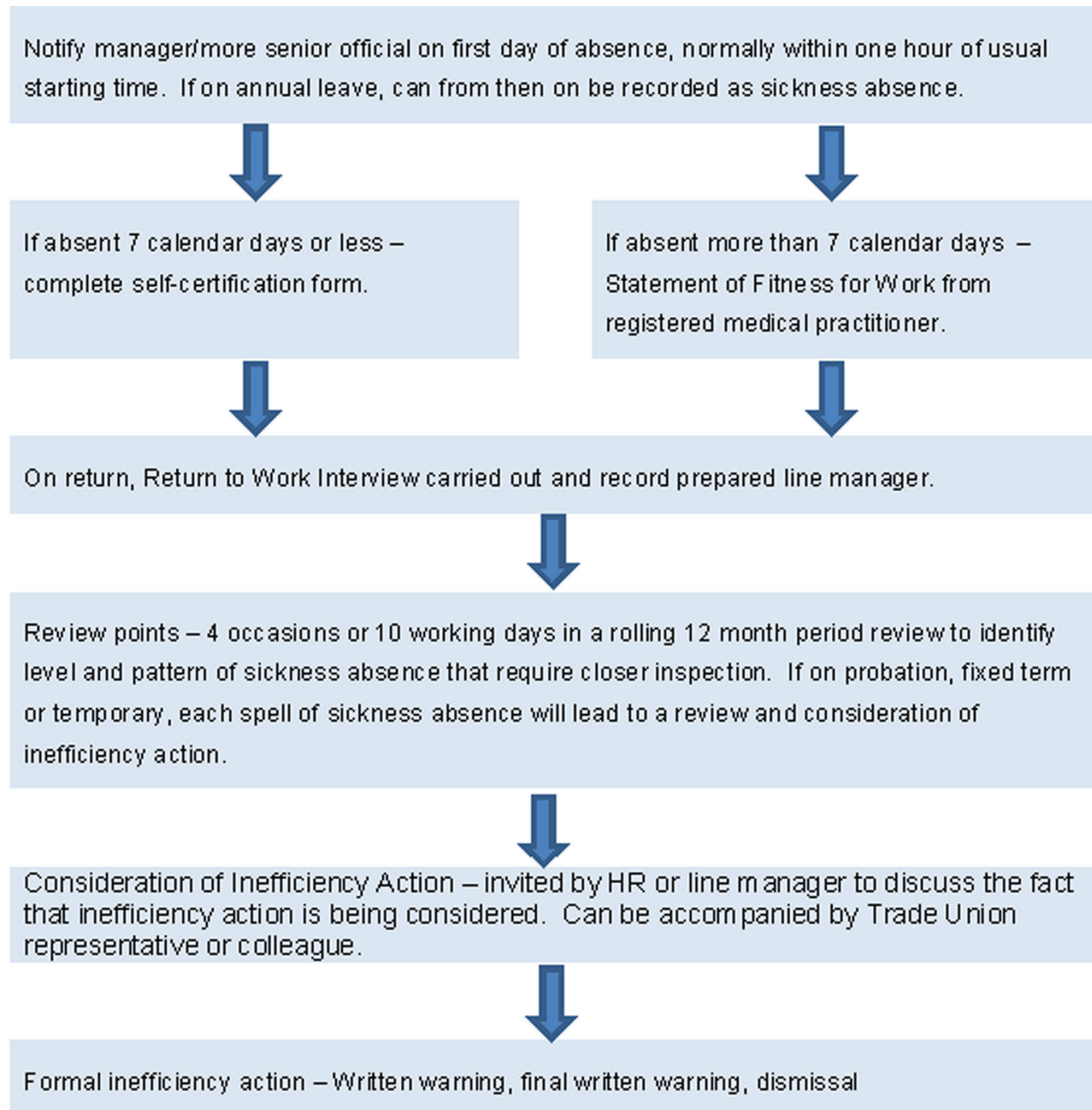 Notify manager/more senior official on first day of absence, normally within one hour of usual
starting time.  If on annual leave, can from then on be recorded as sickness absence.
If absent 7 calendar days or less –
complete self-certification form.
If absent more than 7 calendar days  –
Statement of Fitness for Work from
registered medical practitioner.
On return, Return to Work Interview carried out and record prepared line manager.
Review points – 4 occasions or 10 working days in a rolling 12 month period review to identify
level and pattern of sickness absence that require closer inspection.  If on probation, fixed term
or temporary, each spell of sickness absence will lead to a review and consideration of
inefficiency action.
Consideration of Inefficiency Action – invited by HR or line manager to discuss the fact
that inefficiency action is being considered.  Can be accompanied by Trade Union
representative or colleague.
Formal inefficiency action – Written warning, final written warning, dismissal